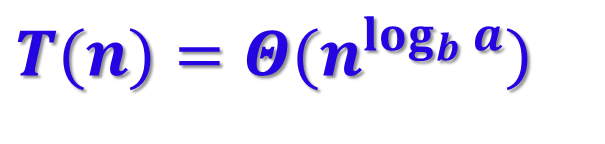 T(n) = Θ(n^{log_b a})